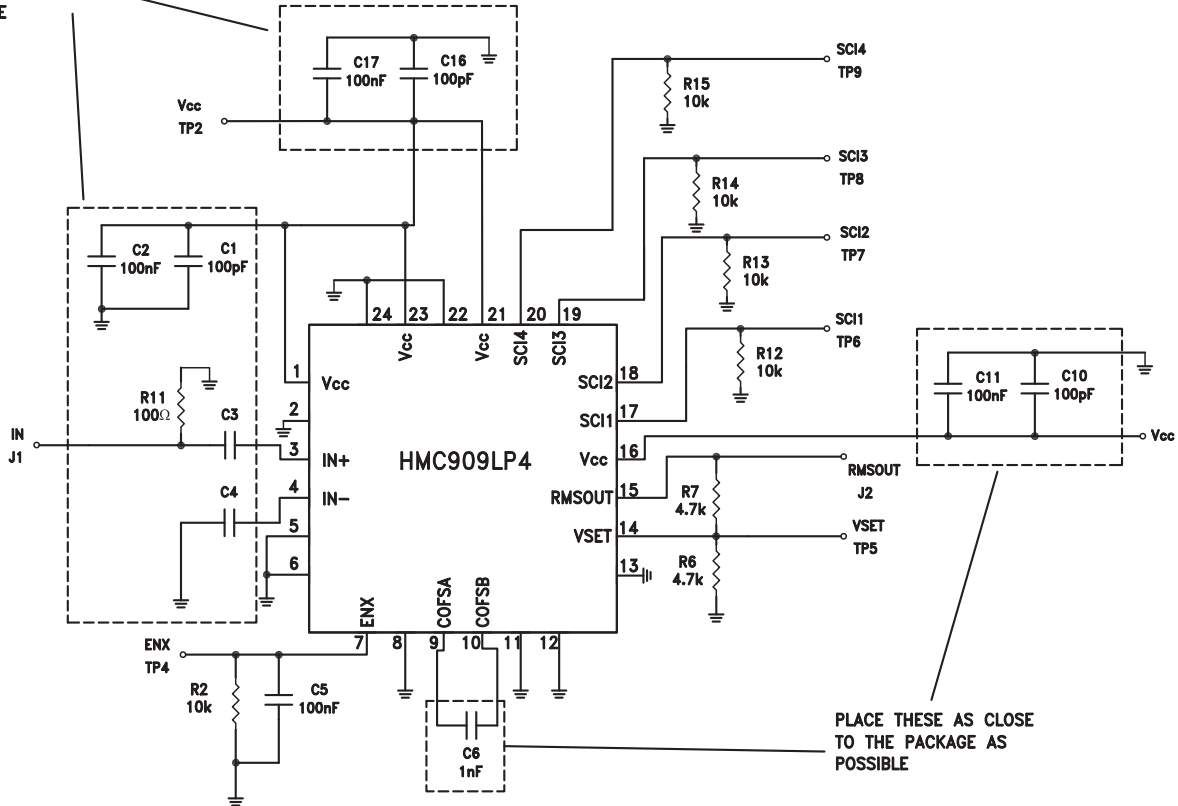 E
C17
100nF
C16
100pF
Vcc
TP2
SCI4
TP9
R15
10k
SCI3
TP8
R14
10k
SCI2
TP7
R13
10k
SCI1
TP6
R12
10k
C2
100nF
C1
100pF
24 23 22 21 20 19
Vcc
Vcc
SCI4
SCI3
1
Vcc
2
R11
100Ω
C3
IN
J1
3
IN+
HMC909LP4
C4
4
IN-
5
6
SCI2
18
SCI1
17
Vcc
16
RMSOUT
15
VSET
14
13
C11
100nF
C10
100pF
Vcc
RMSOUT
J2
R7
4.7k
VSET
TP5
R6
4.7k
ENX
COFSA
COFSB
7 8 9 10 11 12
ENX
TP4
R2
10k
C5
100nF
C6
1nF
PLACE THESE AS CLOSE
TO THE PACKAGE AS
POSSIBLE